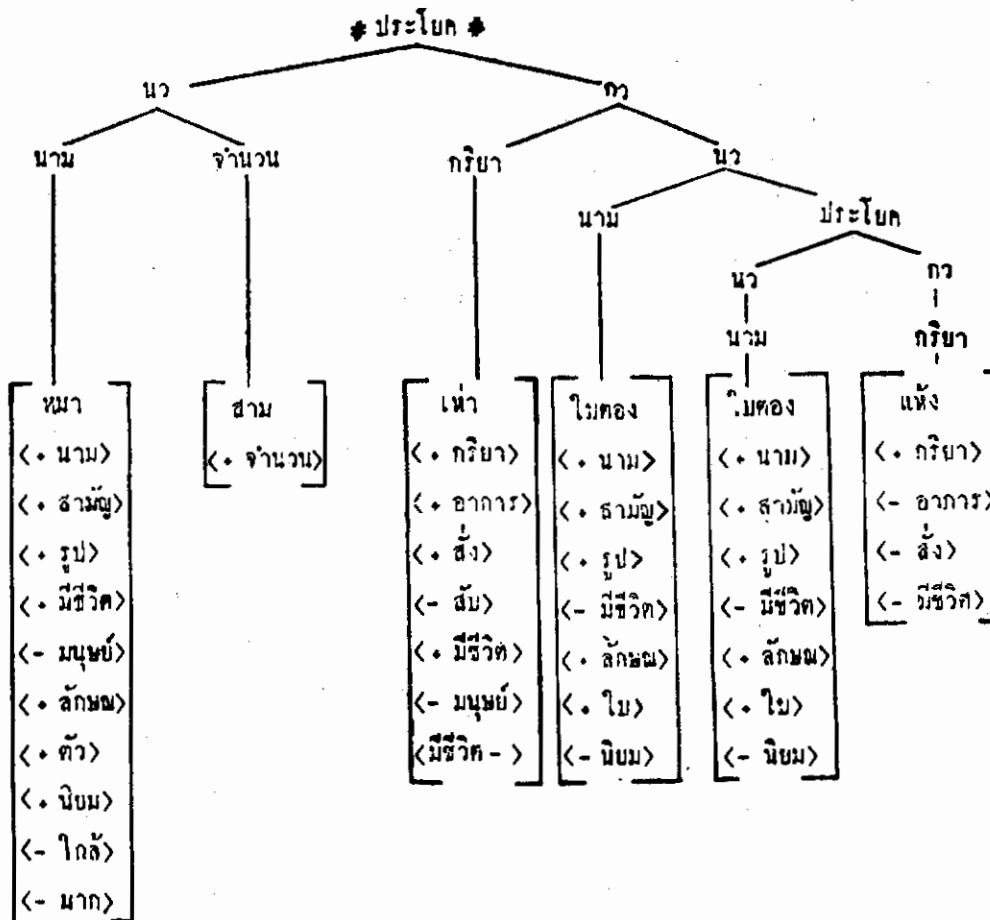 # ประโยค #
นว กว
นาม จำนวน กริยา นว
นาม ประโยค
นว กว
นาม กริยา
หมา สาม เห่า ใบตอง ใบตอง แห้ง
<+ นาม> <+ จำนวน> <+ กริยา> <+ นาม> <+ นาม> <+ กริยา>
<+ สามัญ> <+ อาการ> <+ สามัญ> <+ สามัญ> <- อาการ>
<+ รูป> <+ สั่ง> <+ รูป> <+ รูป> <- สั่ง>
<+ มีชีวิต> <- สับ> <- มีชีวิต> <- มีชีวิต> <- มีชีวิต>
<- มนุษย์> <+ มีชีวิต> <+ ลักษณ> <+ ลักษณ>
<+ ลักษณ> <- มนุษย์> <+ ใบ> <+ ใบ>
<+ ตัว> <มีชีวิต - > <- นิยม> <- นิยม>
<+ นิยม>
<- ใกล้>
<- มาก>